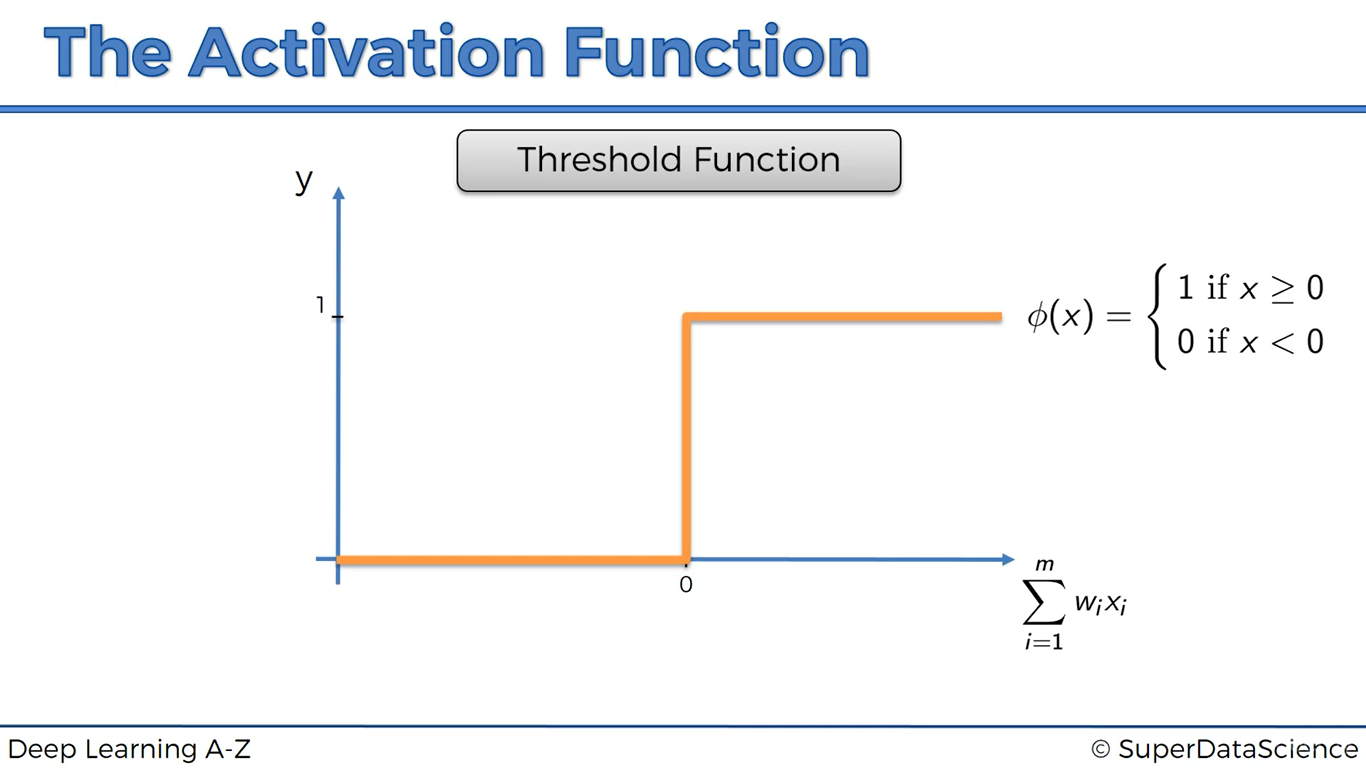 The Activation Function
Threshold Function
y
1
ϕ(x) = { 1 if x ≥ 0
0 if x < 0
0
m
∑ wᵢxᵢ
i=1
Deep Learning A-Z
© SuperDataScience